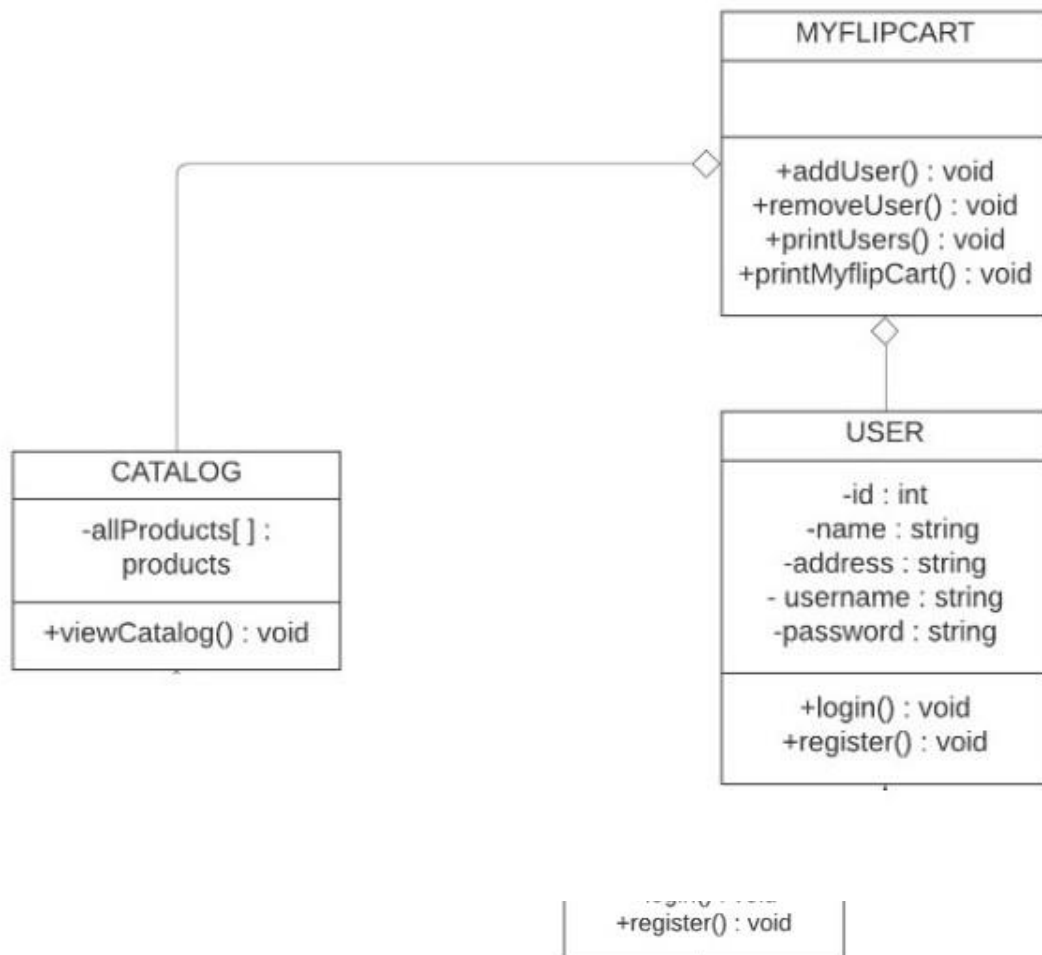 MYFLIPCART
+addUser() : void
+removeUser() : void
+printUsers() : void
+printMyflipCart() : void
CATALOG
-allProducts[ ] :
products
+viewCatalog() : void
USER
-id : int
-name : string
-address : string
- username : string
-password : string
+login() : void
+register() : void
+register() : void